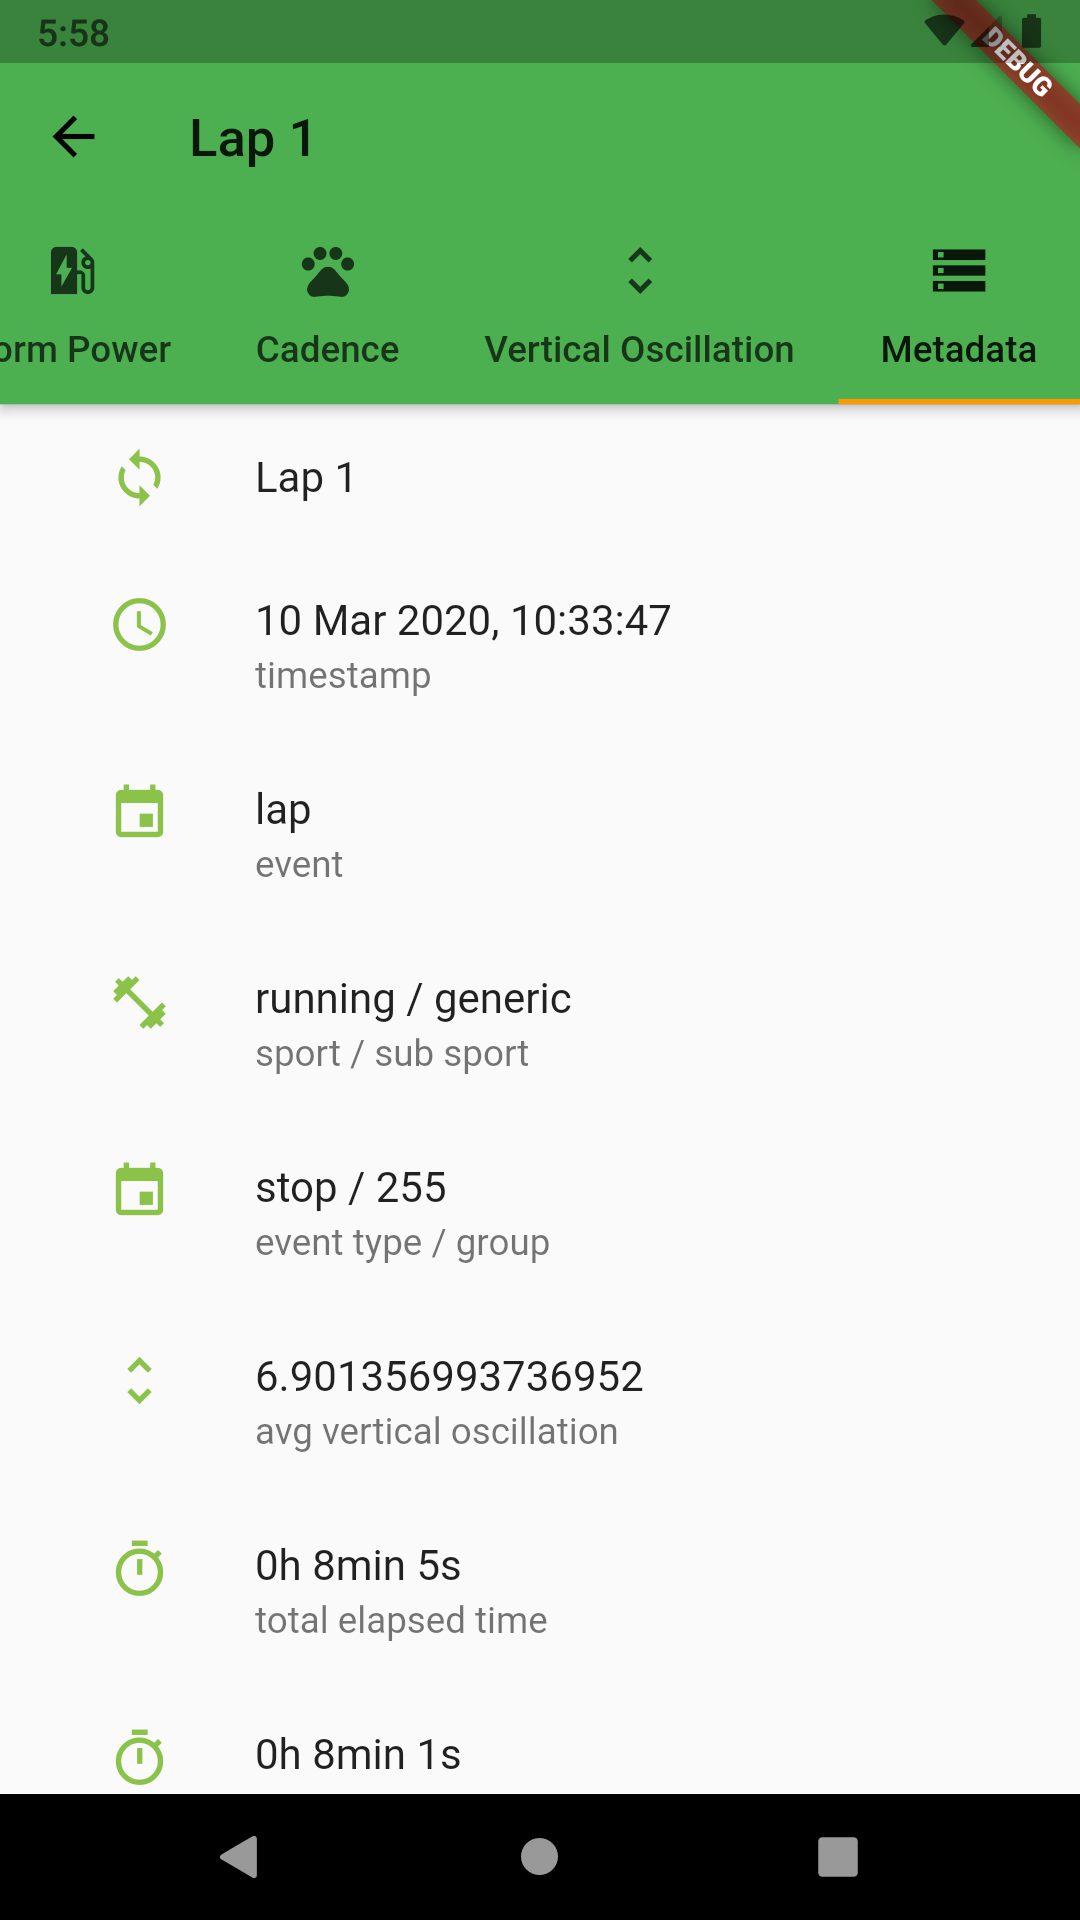 5:58
DEBUG
Lap 1
orm Power
Cadence
Vertical Oscillation
Metadata
Lap 1
10 Mar 2020, 10:33:47
timestamp
lap
event
running / generic
sport / sub sport
stop / 255
event type / group
6.901356993736952
avg vertical oscillation
0h 8min 5s
total elapsed time
0h 8min 1s